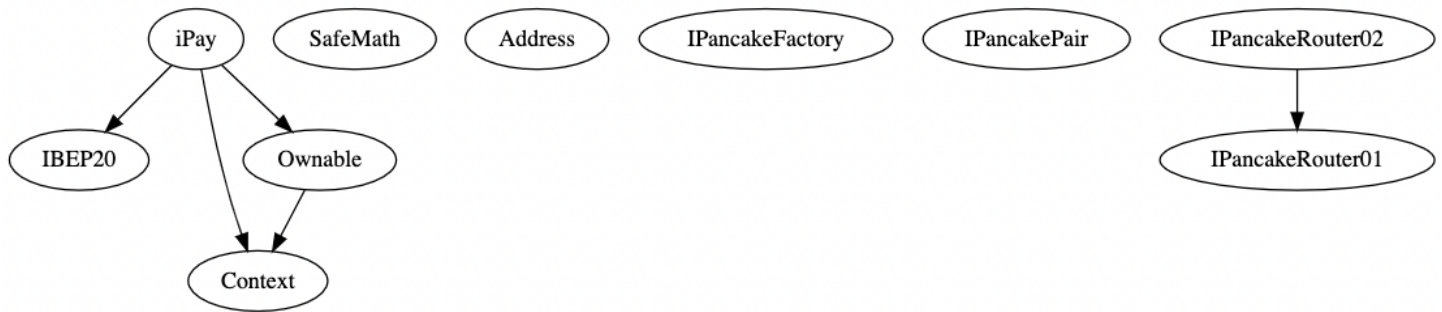 iPay
SafeMath
Address
IPancakeFactory
IPancakePair
IPancakeRouter02
IBEP20
Ownable
IPancakeRouter01
Context